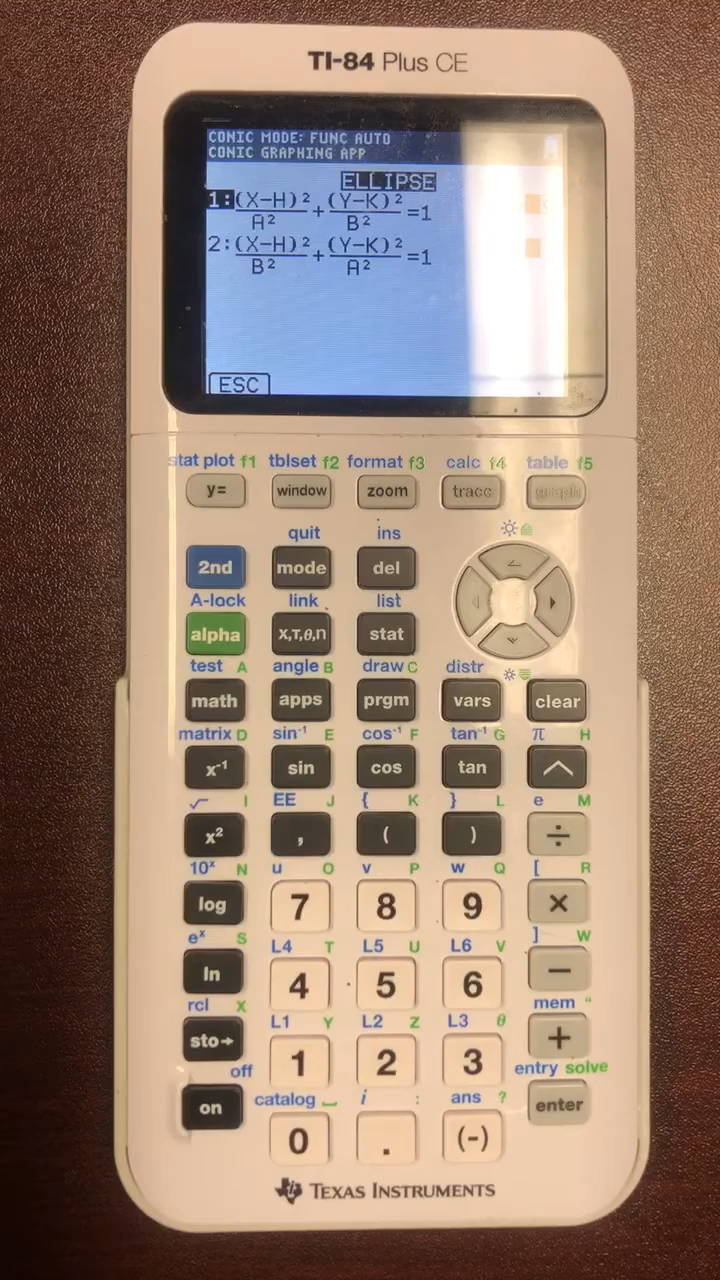 TI-84 Plus CE
CONIC MODE: FUNC AUTO
CONIC GRAPHING APP
ELLIPSE
1:(X-H)²/A²+(Y-K)²/B²=1
2:(X-H)²/B²+(Y-K)²/A²=1
ESC
stat plot f1 tblset f2 format f3 calc f4 table f5
y= window zoom trace graph
quit ins
2nd mode del
A-lock link list
alpha X,T,θ,n stat
test A angle B draw C distr
math apps prgm vars clear
matrix D sin⁻¹ E cos⁻¹ F tan⁻¹ G π H
x⁻¹ sin cos tan ^
√ I EE J { K } L e M
x² , ( ) ÷
10ˣ N u O v P w Q [ R
log 7 8 9 ×
eˣ S L4 T L5 U L6 V ] W
ln 4 5 6 −
rcl X L1 Y L2 Z L3 θ mem "
sto→ 1 2 3 +
off catalog i : ans ? entry solve
on 0 . (-) enter
TEXAS INSTRUMENTS